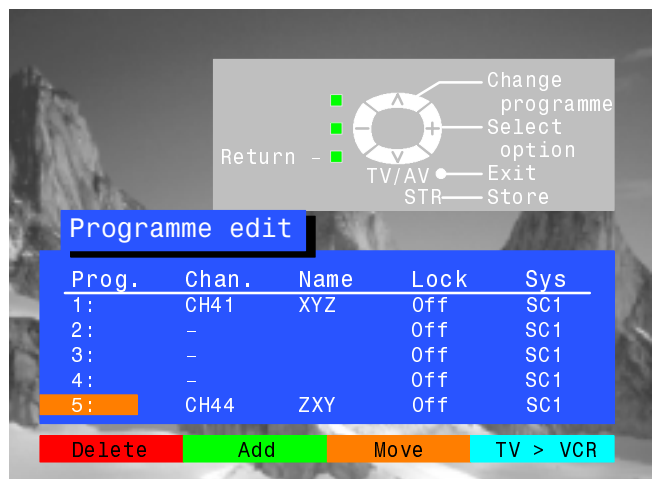 Change
programme
Select
option
Return –
TV/AV
Exit
STR
Store
Programme edit
Prog. Chan. Name Lock Sys
1: CH41 XYZ Off SC1
2: – Off SC1
3: – Off SC1
4: – Off SC1
5: CH44 ZXY Off SC1
Delete Add Move TV > VCR